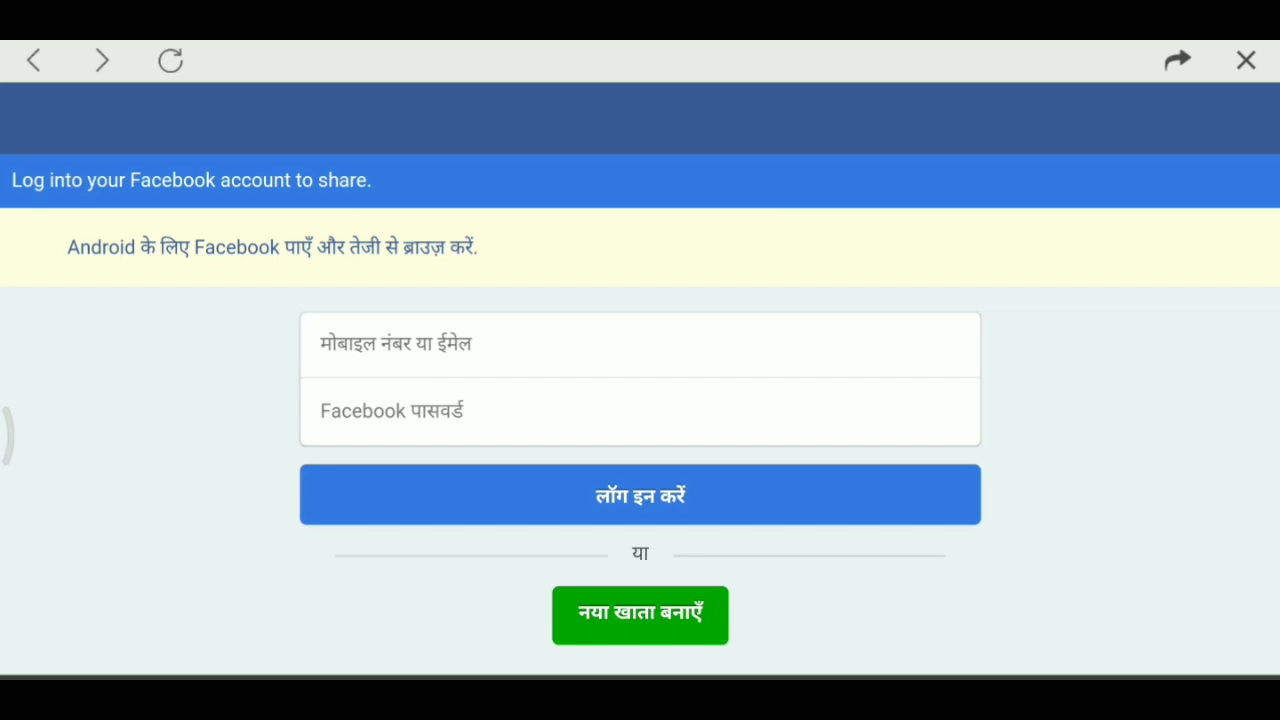 Log into your Facebook account to share.
Android के लिए Facebook पाएँ और तेजी से ब्राउज़ करें.
मोबाइल नंबर या ईमेल
Facebook पासवर्ड
लॉग इन करें
या
नया खाता बनाएँ